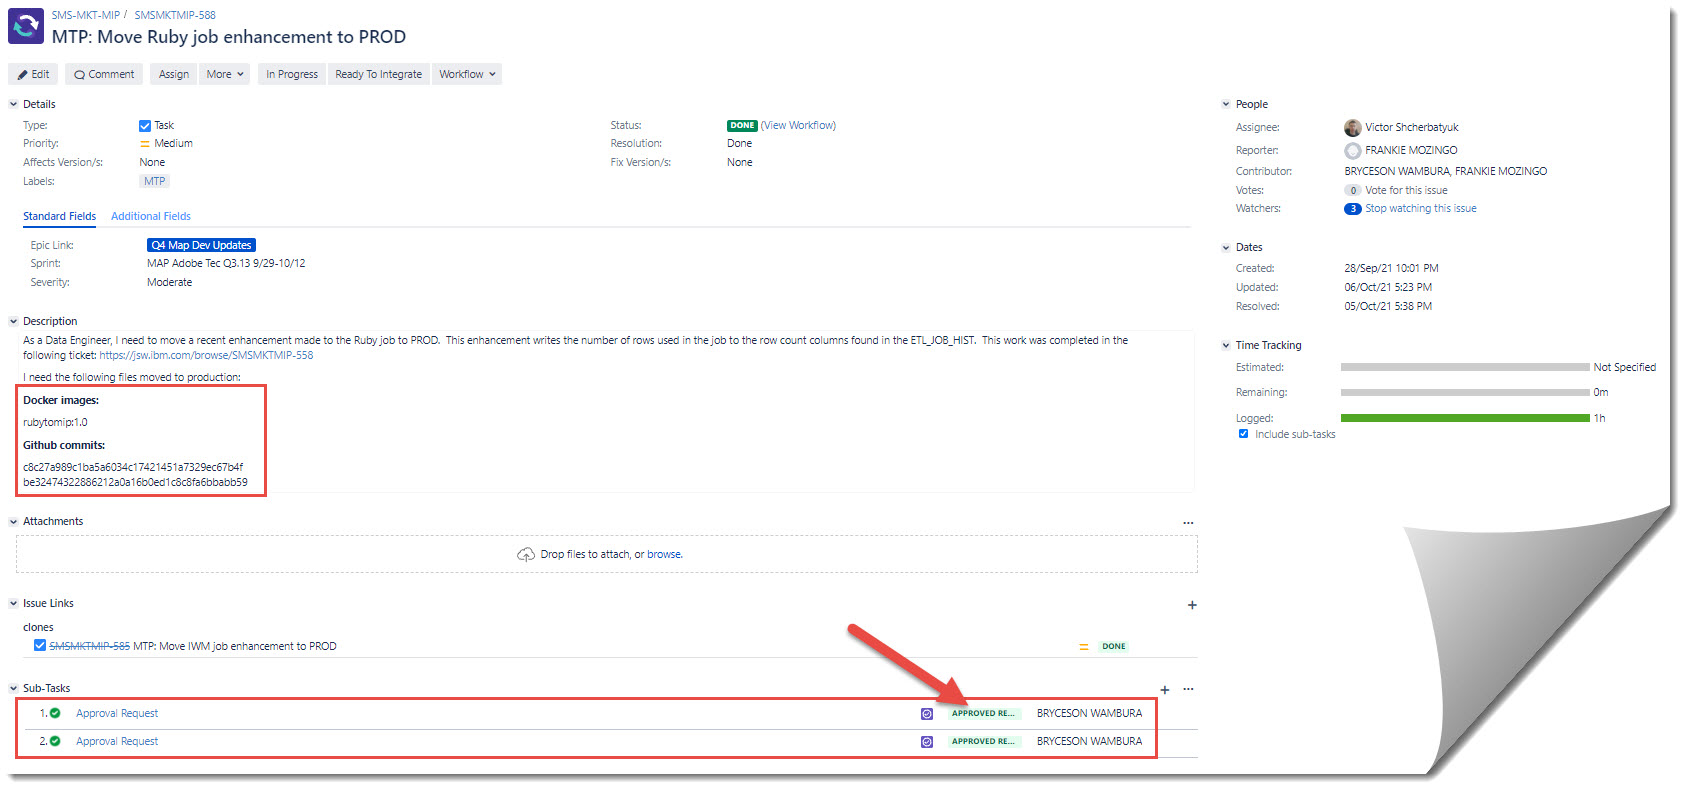 SMS-MKT-MIP / SMSMKTMIP-588
MTP: Move Ruby job enhancement to PROD
Edit Comment Assign More In Progress Ready To Integrate Workflow
Details
Type: Task
Priority: Medium
Affects Version/s: None
Labels: MTP
Status: DONE (View Workflow)
Resolution: Done
Fix Version/s: None
Standard Fields Additional Fields
Epic Link: Q4 Map Dev Updates
Sprint: MAP Adobe Tec Q3.13 9/29-10/12
Severity: Moderate
Description
As a Data Engineer, I need to move a recent enhancement made to the Ruby job to PROD. This enhancement writes the number of rows used in the job to the row count columns found in the ETL_JOB_HIST. This work was completed in the
following ticket: https://jsw.ibm.com/browse/SMSMKTMIP-558
I need the following files moved to production:
Docker images:
rubytomip:1.0
Github commits:
c8c27a989c1ba5a6034c17421451a7329ec67b4f
be32474322886212a0a16b0ed1c8c8fa6bbabb59
Attachments
Drop files to attach, or browse.
Issue Links
clones
SMSMKTMIP-585 MTP: Move IWM job enhancement to PROD DONE
Sub-Tasks
1. Approval Request APPROVED RE... BRYCESON WAMBURA
2. Approval Request APPROVED RE... BRYCESON WAMBURA
People
Assignee: Victor Shcherbatyuk
Reporter: FRANKIE MOZINGO
Contributor: BRYCESON WAMBURA, FRANKIE MOZINGO
Votes: 0 Vote for this issue
Watchers: 3 Stop watching this issue
Dates
Created: 28/Sep/21 10:01 PM
Updated: 06/Oct/21 5:23 PM
Resolved: 05/Oct/21 5:38 PM
Time Tracking
Estimated: Not Specified
Remaining: 0m
Logged: 1h
Include sub-tasks